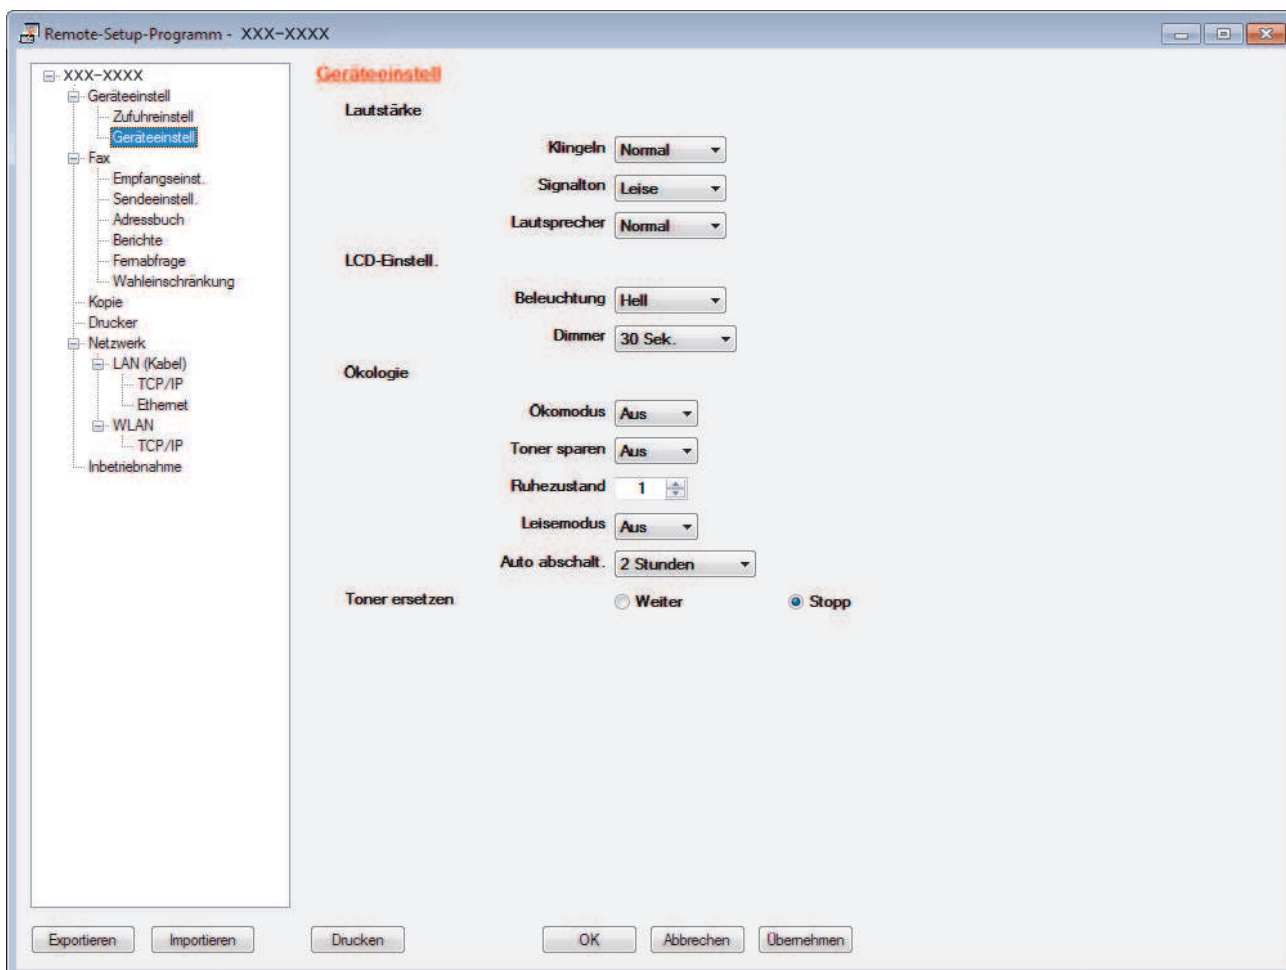 Remote-Setup-Programm - XXX-XXXX
XXX-XXXX
Geräteeinstell
Zufuhreinstell
Geräteeinstell
Fax
Empfangseinst.
Sendeeinstell.
Adressbuch
Berichte
Fernabfrage
Wahleinschränkung
Kopie
Drucker
Netzwerk
LAN (Kabel)
TCP/IP
Ethernet
WLAN
TCP/IP
Inbetriebnahme
Geräteeinstell
Lautstärke
Klingeln Normal
Signalton Leise
Lautsprecher Normal
LCD-Einstell.
Beleuchtung Hell
Dimmer 30 Sek.
Ökologie
Ökomodus Aus
Toner sparen Aus
Ruhezustand 1
Leisemodus Aus
Auto abschalt. 2 Stunden
Toner ersetzen Weiter Stopp
Exportieren Importieren Drucken OK Abbrechen Übernehmen